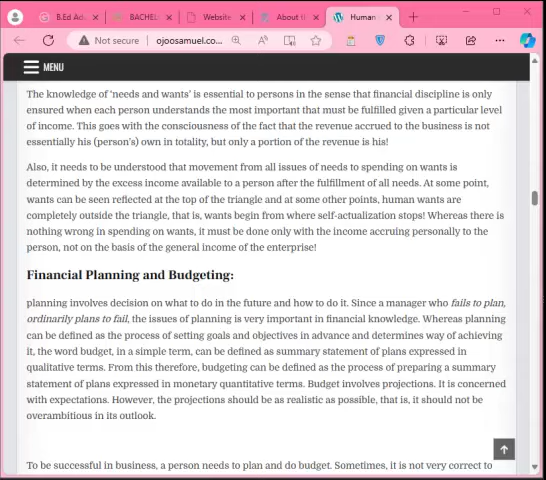 B.Ed Ad
BACHEL
Website
About U
Human
Not secure
ojoosamuel.co...
MENU
The knowledge of ‘needs and wants’ is essential to persons in the sense that financial discipline is only
ensured when each person understands the most important that must be fulfilled given a particular level
of income. This goes with the consciousness of the fact that the revenue accrued to the business is not
essentially his (person’s) own in totality, but only a portion of the revenue is his!
Also, it needs to be understood that movement from all issues of needs to spending on wants is
determined by the excess income available to a person after the fulfillment of all needs. At some point,
wants can be seen reflected at the top of the triangle and at some other points, human wants are
completely outside the triangle, that is, wants begin from where self-actualization stops! Whereas there is
nothing wrong in spending on wants, it must be done only with the income accruing personally to the
person, not on the basis of the general income of the enterprise!
Financial Planning and Budgeting:
planning involves decision on what to do in the future and how to do it. Since a manager who fails to plan,
ordinarily plans to fail, the issues of planning is very important in financial knowledge. Whereas planning
can be defined as the process of setting goals and objectives in advance and determines way of achieving
it, the word budget, in a simple term, can be defined as summary statement of plans expressed in
qualitative terms. From this therefore, budgeting can be defined as the process of preparing a summary
statement of plans expressed in monetary quantitative terms. Budget involves projections. It is concerned
with expectations. However, the projections should be as realistic as possible, that is, it should not be
overambitious in its outlook.
To be successful in business, a person needs to plan and do budget. Sometimes, it is not very correct to